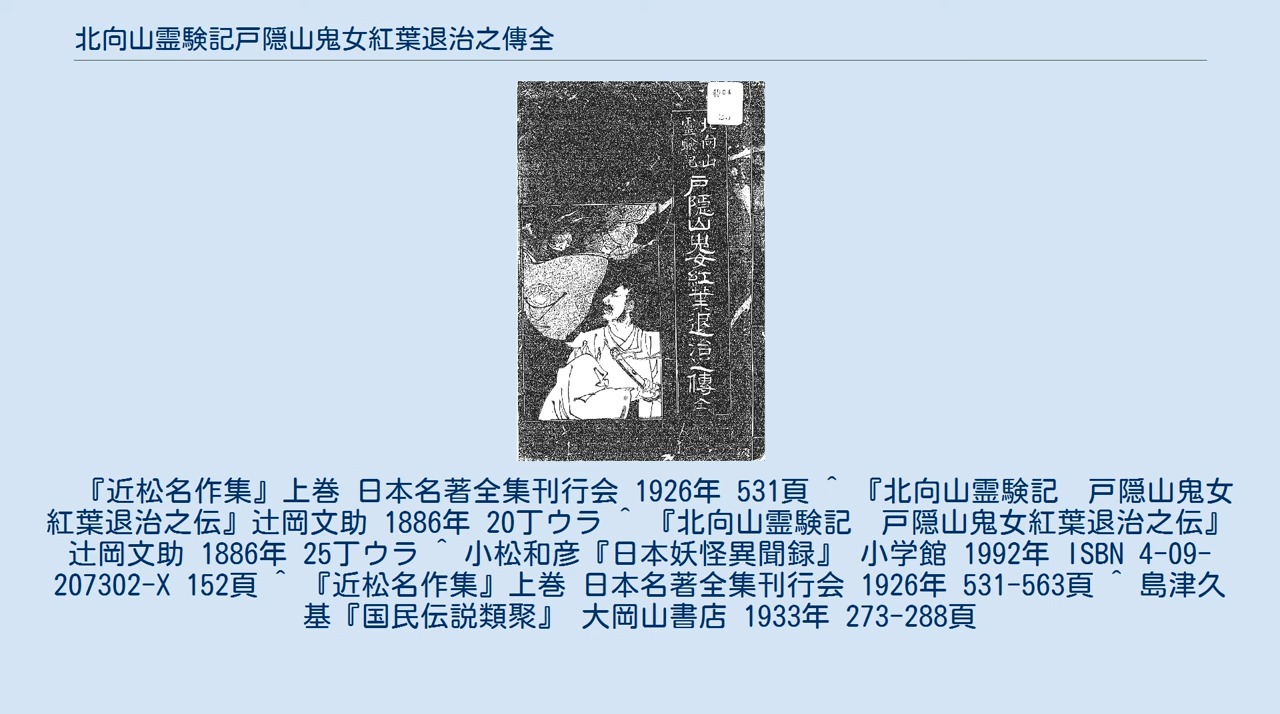 北向山霊験記戸隠山鬼女紅葉退治之傳全
北向山
霊験記
戸隠山鬼女紅葉退治之傳全
『近松名作集』上巻 日本名著全集刊行会 1926年 531頁 ^ 『北向山霊験記　戸隠山鬼女
紅葉退治之伝』辻岡文助 1886年 20丁ウラ ^ 『北向山霊験記　戸隠山鬼女紅葉退治之伝』
辻岡文助 1886年 25丁ウラ ^ 小松和彦『日本妖怪異聞録』 小学館 1992年 ISBN 4-09-
207302-X 152頁 ^ 『近松名作集』上巻 日本名著全集刊行会 1926年 531-563頁 ^ 島津久
基『国民伝説類聚』 大岡山書店 1933年 273-288頁